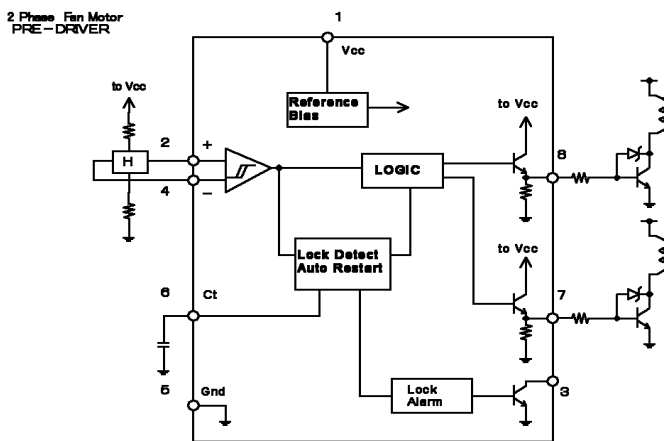 2 Phase Fan Motor
PRE-DRIVER
1
Vcc
to Vcc
Reference
Bias
to Vcc
2
+
H
4
−
LOGIC
8
Lock Detect
Auto Restart
to Vcc
6
Ct
7
5
Gnd
Lock
Alarm
3